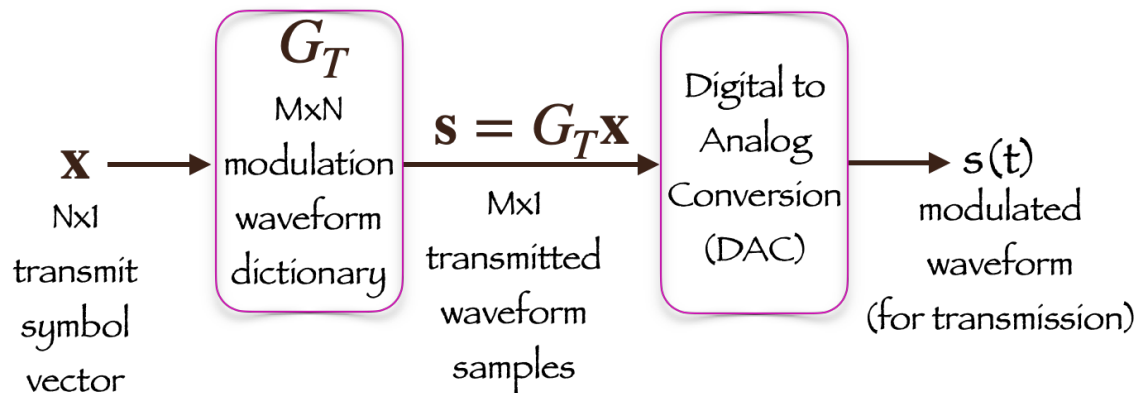 x
Nx1
transmit
symbol
vector
G_T
MxN
modulation
waveform
dictionary
s = G_T x
Mx1
transmitted
waveform
samples
Digital to
Analog
Conversion
(DAC)
s(t)
modulated
waveform
(for transmission)